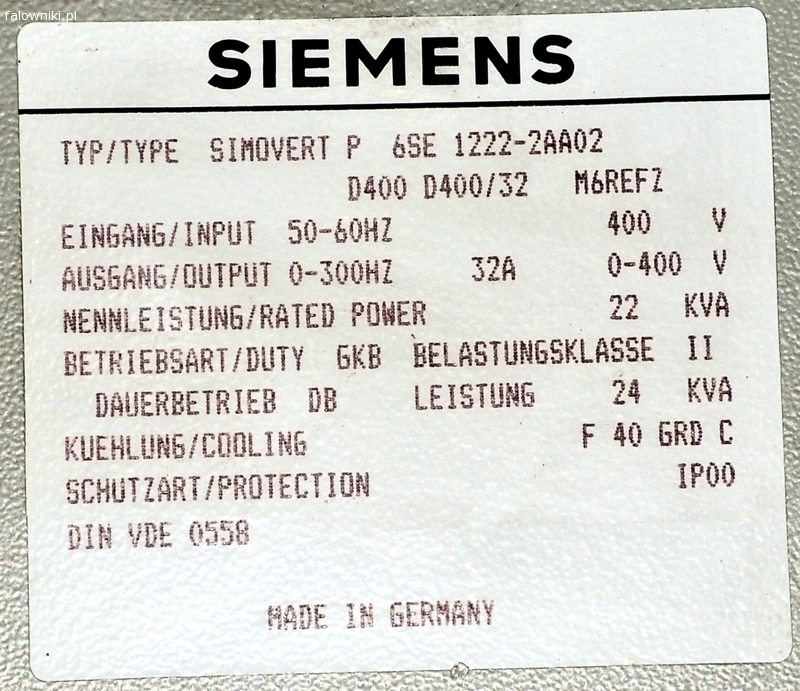 falowniki.pl
SIEMENS
TYP/TYPE SIMOVERT P 6SE 1222-2AA02
D400 D400/32 M6REFZ
EINGANG/INPUT 50-60HZ 400 V
AUSGANG/OUTPUT 0-300HZ 32A 0-400 V
NENNLEISTUNG/RATED POWER 22 KVA
BETRIEBSART/DUTY GKB BELASTUNGSKLASSE II
DAUERBETRIEB DB LEISTUNG 24 KVA
KUEHLUNG/COOLING F 40 GRD C
SCHUTZART/PROTECTION IP00
DIN VDE 0558
MADE IN GERMANY